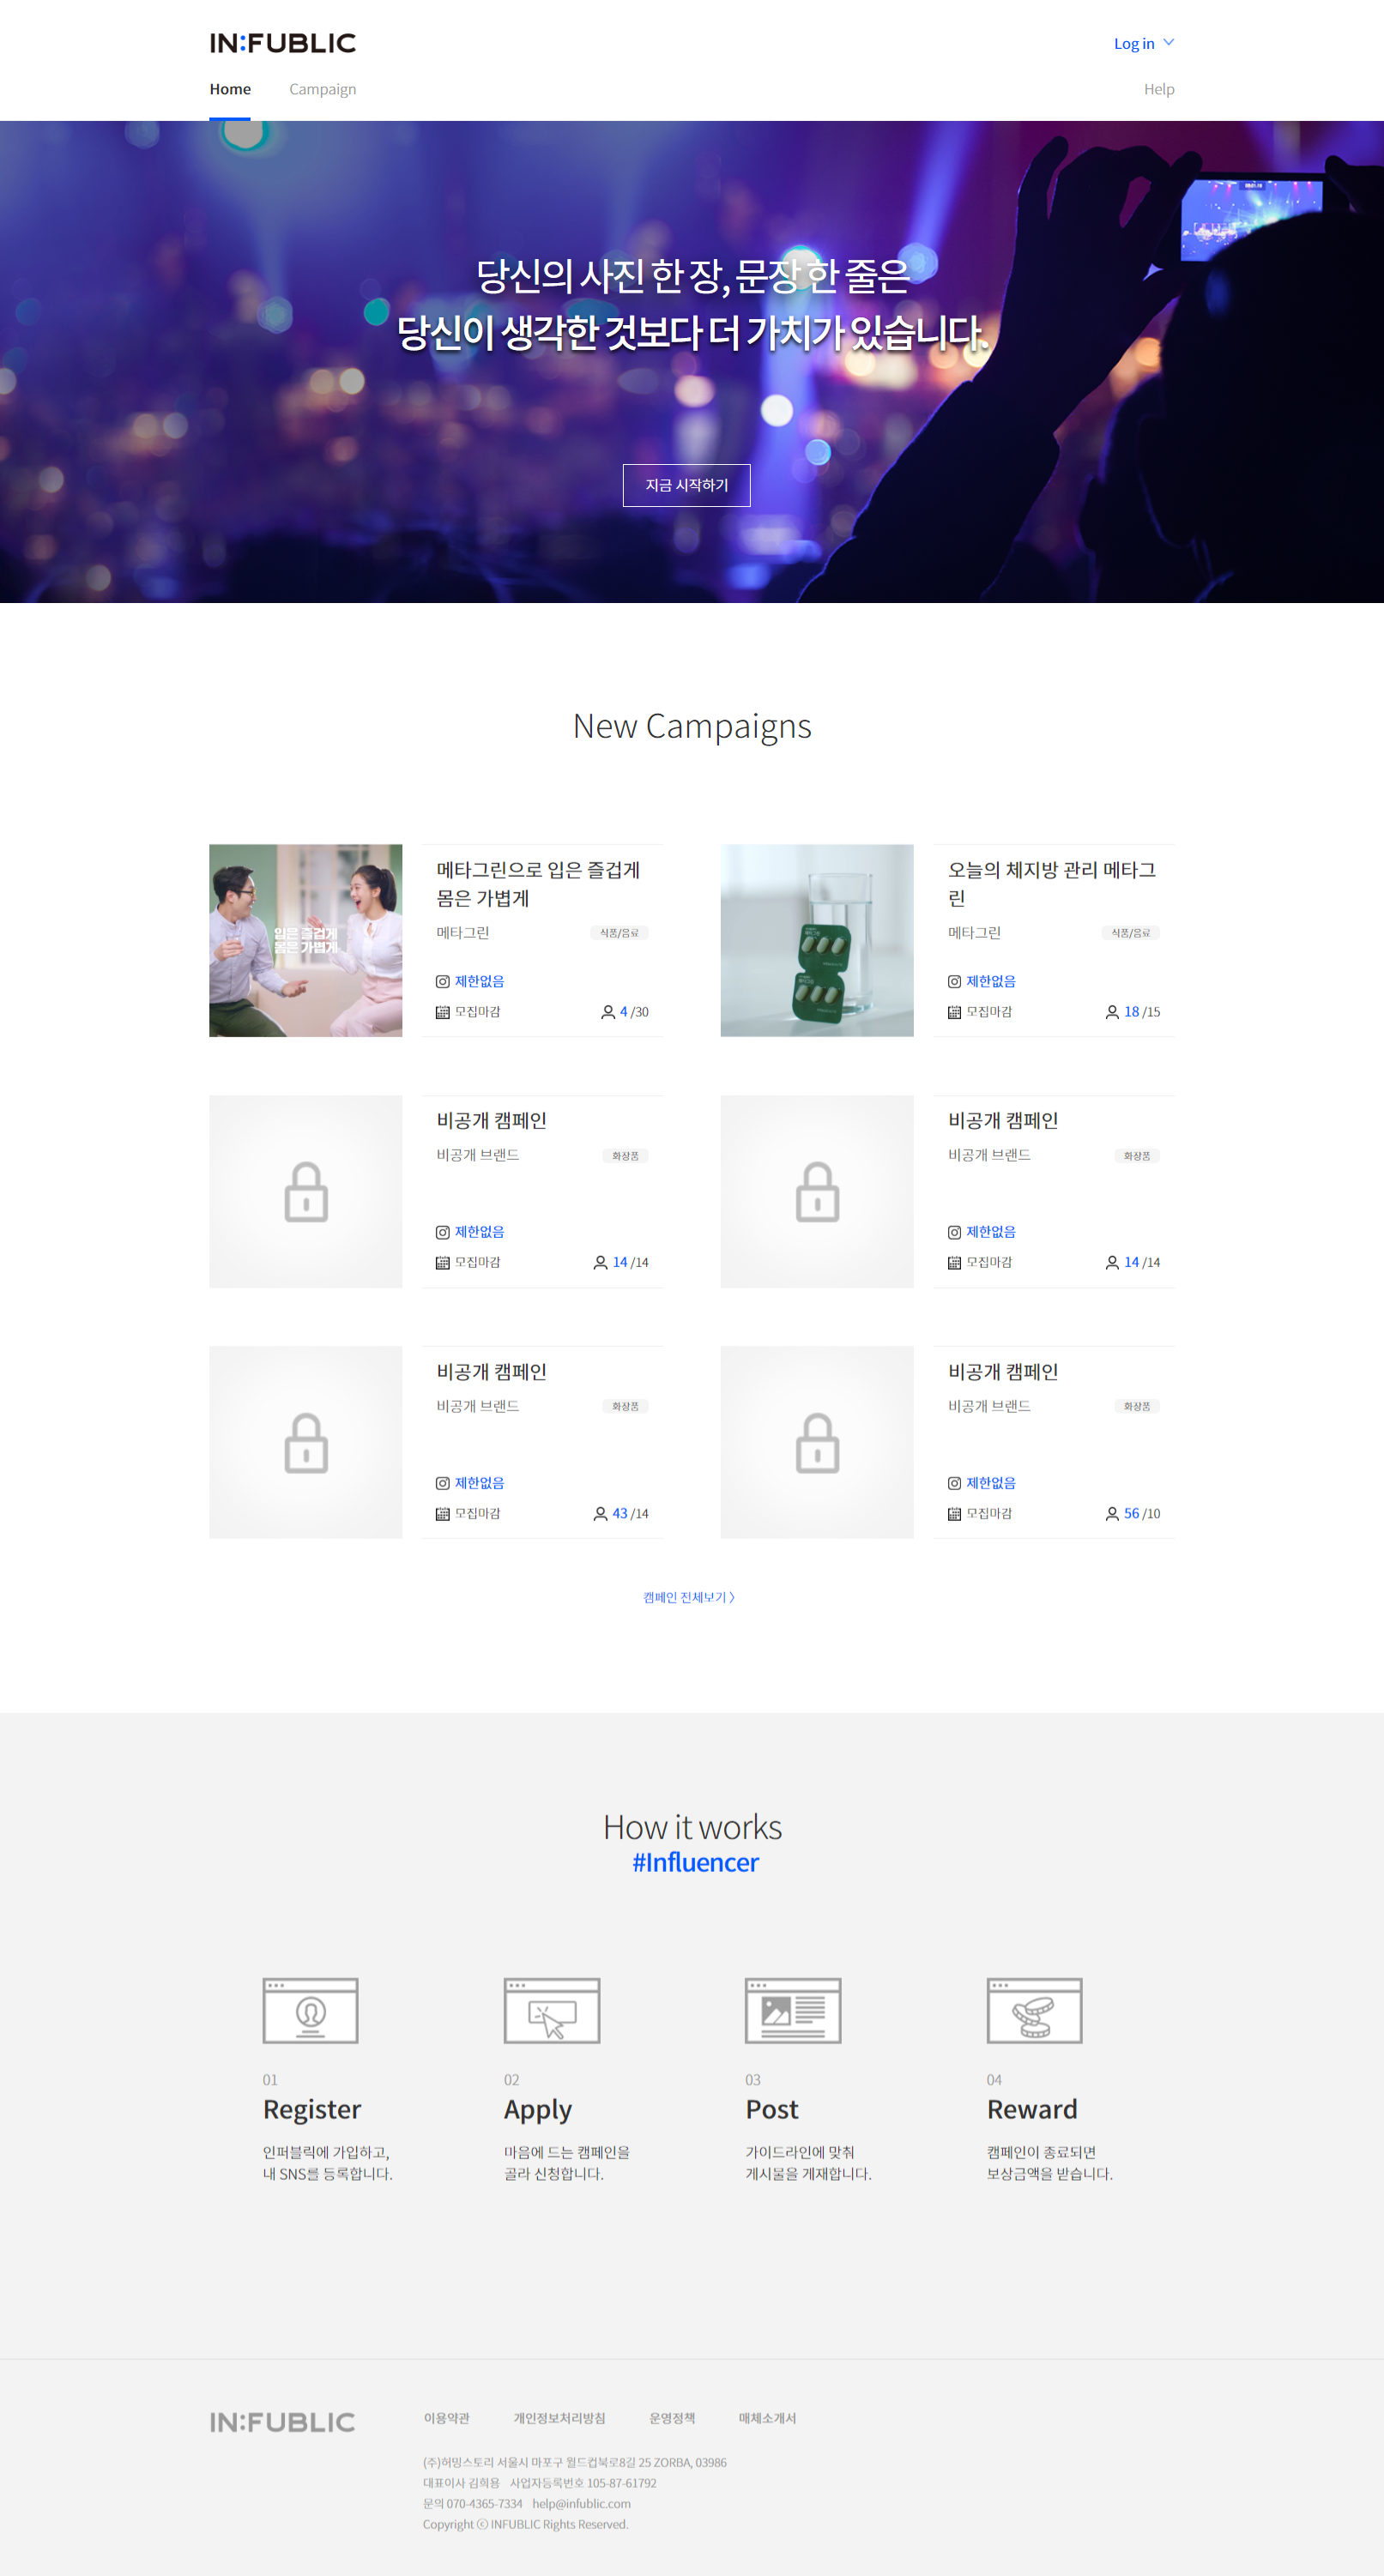 IN:FUBLIC
Log in
Home
Campaign
Help
당신의 사진 한 장, 문장 한 줄은
당신이 생각한 것보다 더 가치가 있습니다.
지금 시작하기
New Campaigns
입은 즐겁게
몸은 가볍게
메타그린으로 입은 즐겁게
몸은 가볍게
메타그린
식품/음료
제한없음
모집마감
4 /30
오늘의 체지방 관리 메타그
린
메타그린
식품/음료
제한없음
모집마감
18 /15
비공개 캠페인
비공개 브랜드
화장품
제한없음
모집마감
14 /14
비공개 캠페인
비공개 브랜드
화장품
제한없음
모집마감
14 /14
비공개 캠페인
비공개 브랜드
화장품
제한없음
모집마감
43 /14
비공개 캠페인
비공개 브랜드
화장품
제한없음
모집마감
56 /10
캠페인 전체보기 〉
How it works
#Influencer
01
Register
인퍼블릭에 가입하고,
내 SNS를 등록합니다.
02
Apply
마음에 드는 캠페인을
골라 신청합니다.
03
Post
가이드라인에 맞춰
게시물을 게재합니다.
04
Reward
캠페인이 종료되면
보상금액을 받습니다.
IN:FUBLIC
이용약관
개인정보처리방침
운영정책
매체소개서
(주)허밍스토리 서울시 마포구 월드컵북로8길 25 ZORBA, 03986
대표이사 김희용 사업자등록번호 105-87-61792
문의 070-4365-7334 help@infublic.com
Copyright ⓒ INFUBLIC Rights Reserved.